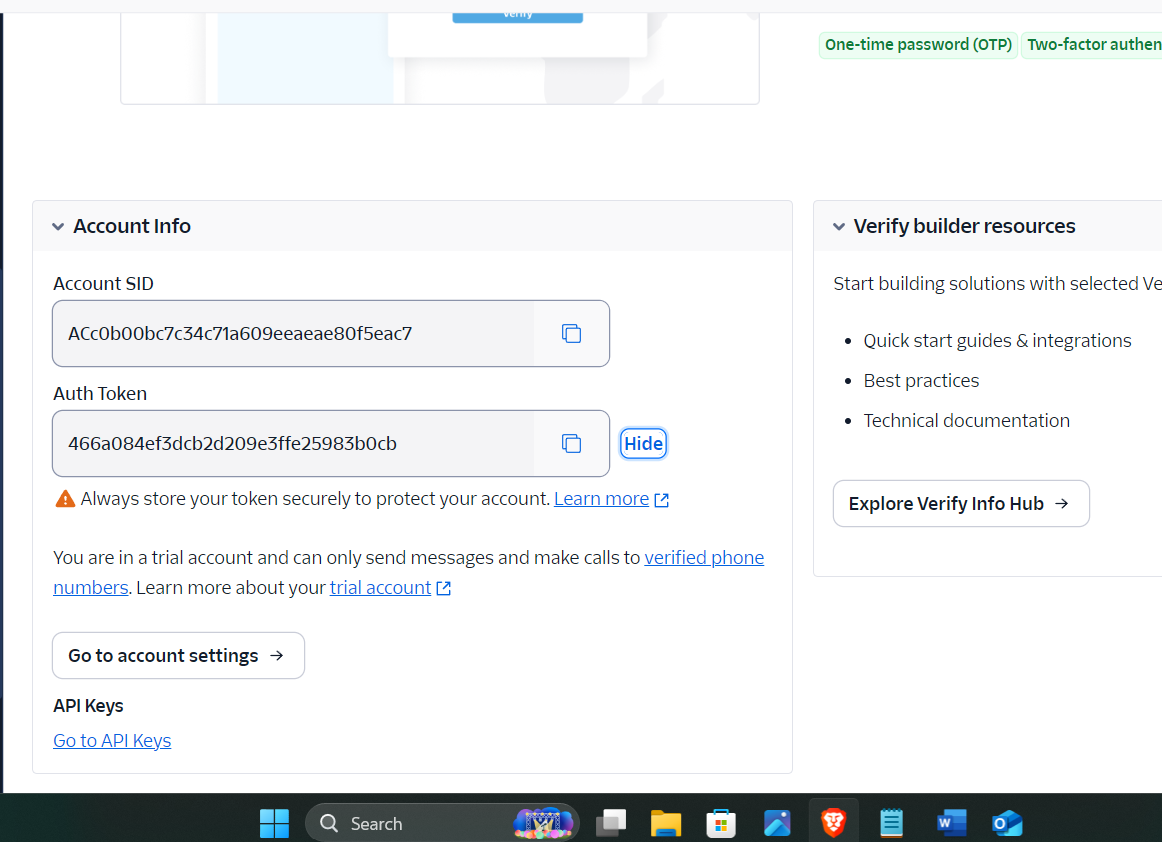 Verify
One-time password (OTP) Two-factor authen
Account Info
Account SID
ACc0b00bc7c34c71a609eeaeae80f5eac7
Auth Token
466a084ef3dcb2d209e3ffe25983b0cb
Hide
Always store your token securely to protect your account. Learn more
You are in a trial account and can only send messages and make calls to verified phone
numbers. Learn more about your trial account
Go to account settings →
API Keys
Go to API Keys
Verify builder resources
Start building solutions with selected Ve
• Quick start guides & integrations
• Best practices
• Technical documentation
Explore Verify Info Hub →
Search